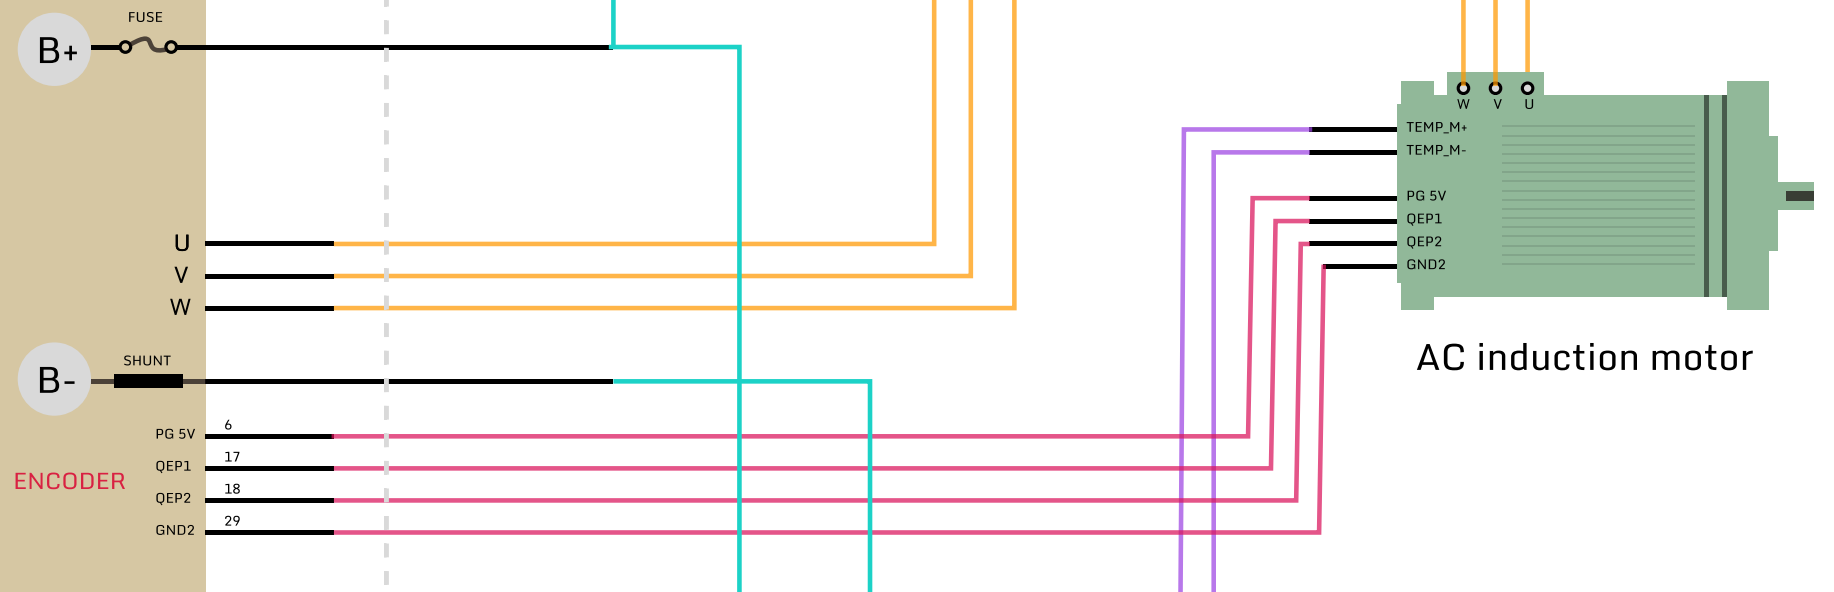 FUSE
B+
U
V
W
SHUNT
B-
PG 5V
6
QEP1
17
ENCODER
QEP2
18
GND2
29
W V U
TEMP_M+
TEMP_M-
PG 5V
QEP1
QEP2
GND2
AC induction motor